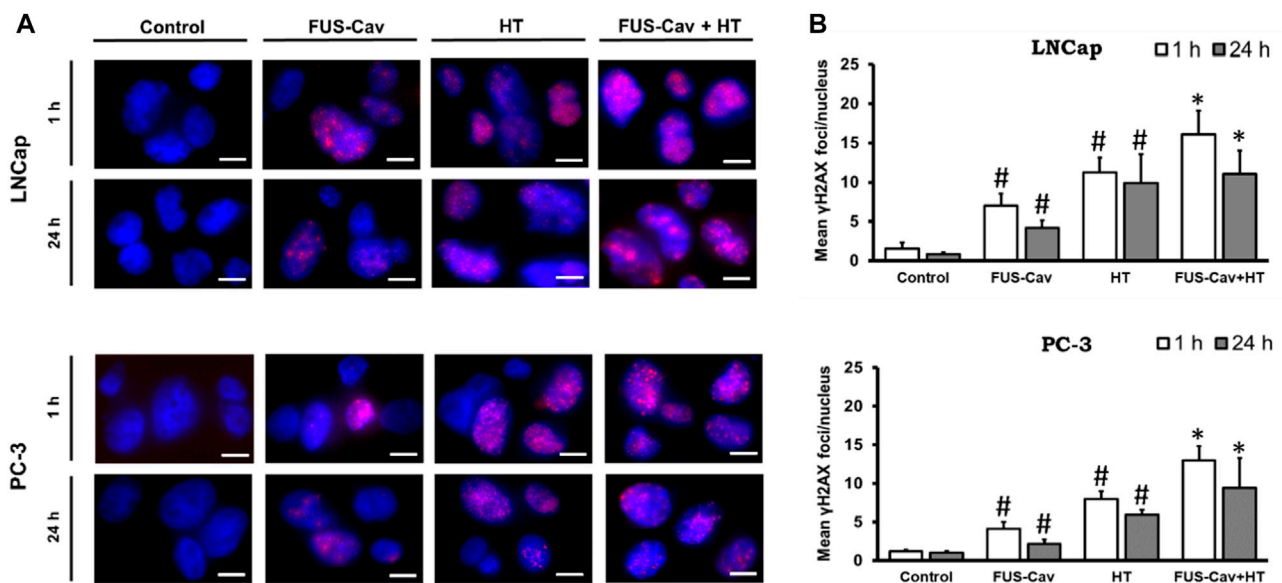 A
Control
FUS-Cav
HT
FUS-Cav + HT
LNCap
1 h
24 h
PC-3
1 h
24 h
B
LNCap
1 h
24 h
Mean γH2AX foci/nucleus
25
20
15
10
5
0
#
#
#
#
*
*
Control
FUS-Cav
HT
FUS-Cav+HT
PC-3
1 h
24 h
Mean γH2AX foci/nucleus
25
20
15
10
5
0
#
#
#
#
*
*
Control
FUS-Cav
HT
FUS-Cav+HT